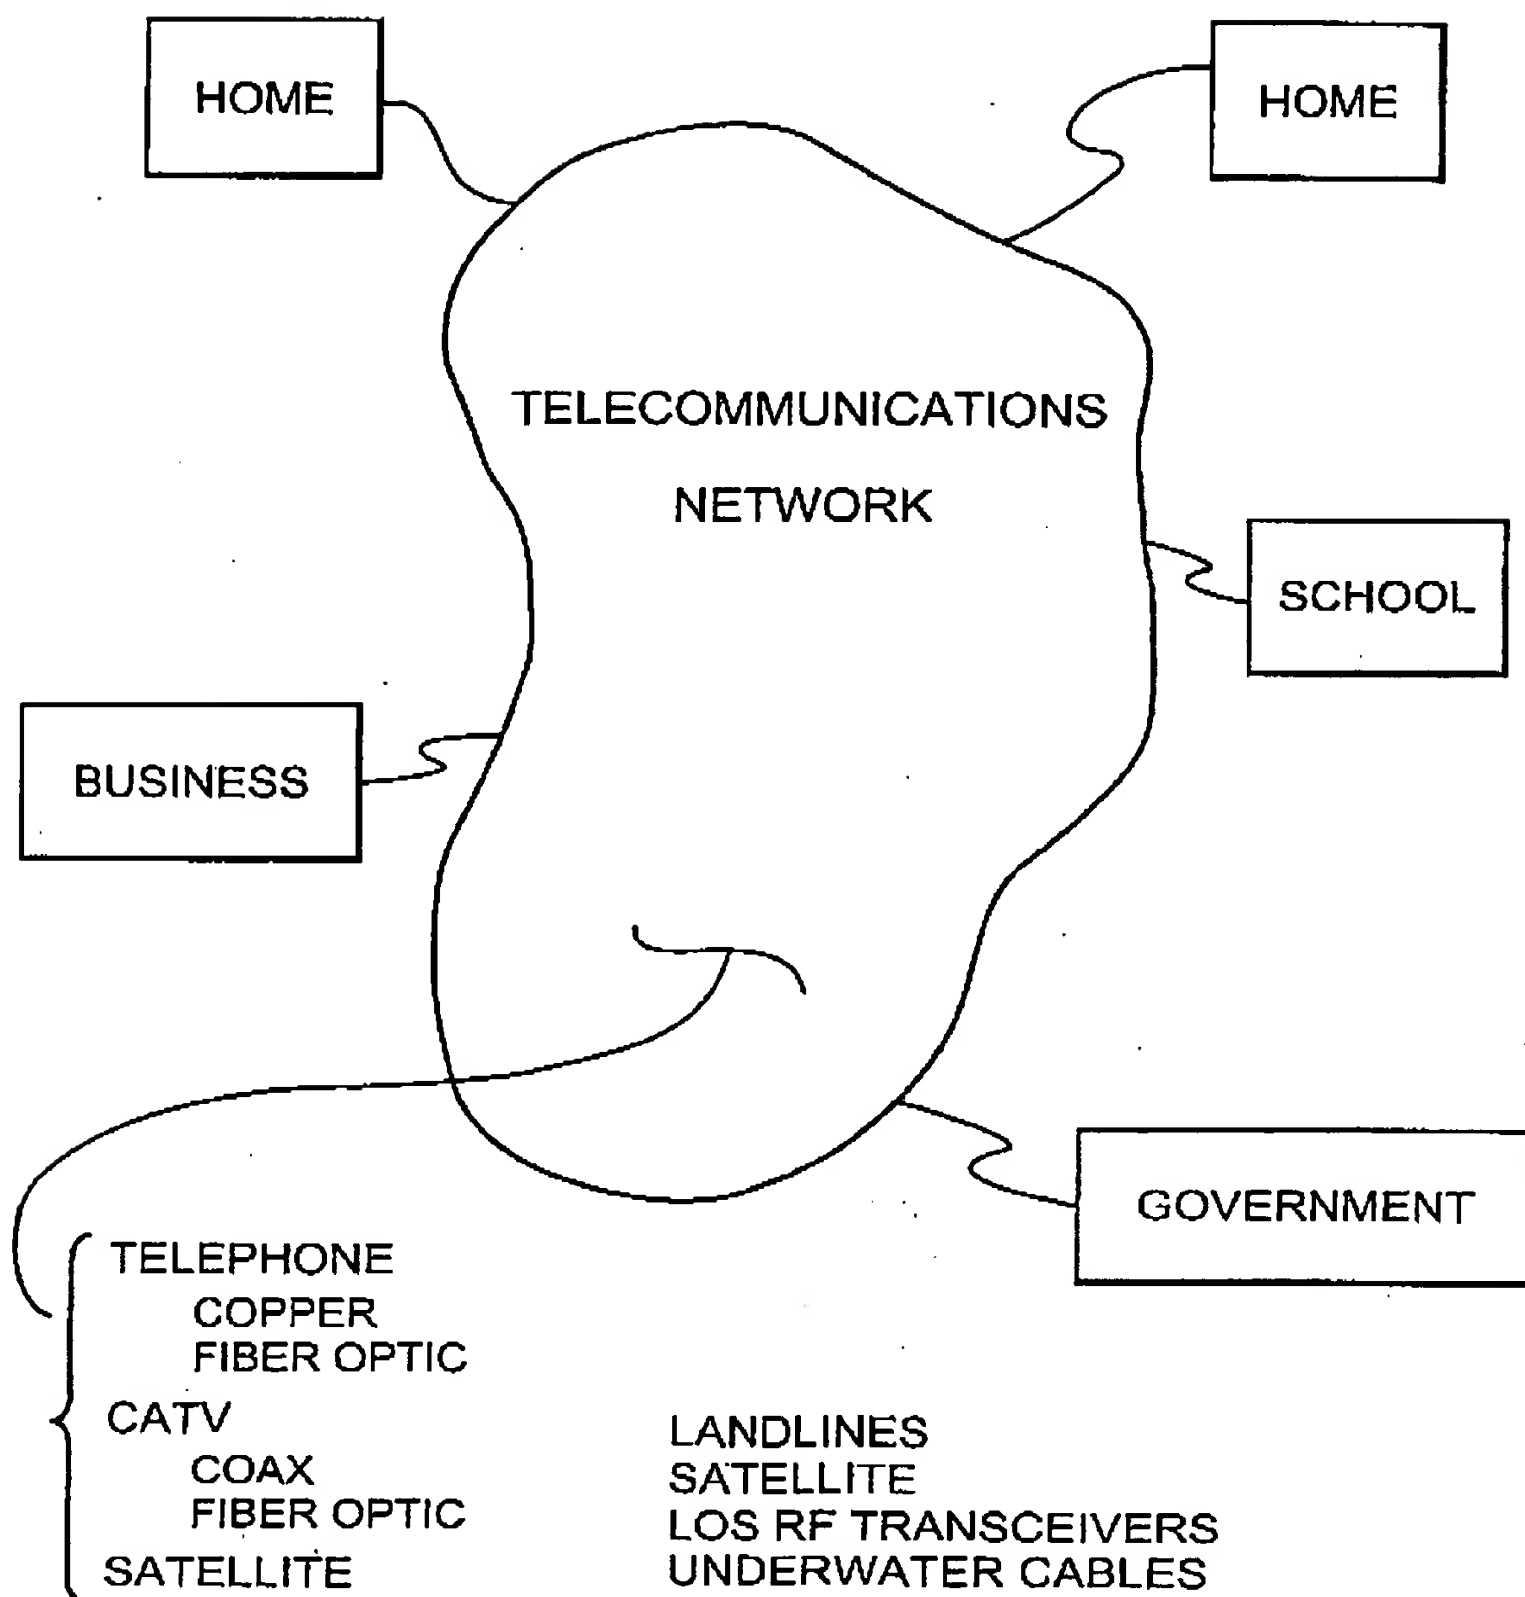 HOME
HOME
TELECOMMUNICATIONS
NETWORK
SCHOOL
BUSINESS
GOVERNMENT
TELEPHONE
COPPER
FIBER OPTIC
CATV
COAX
FIBER OPTIC
SATELLITE
LANDLINES
SATELLITE
LOS RF TRANSCEIVERS
UNDERWATER CABLES